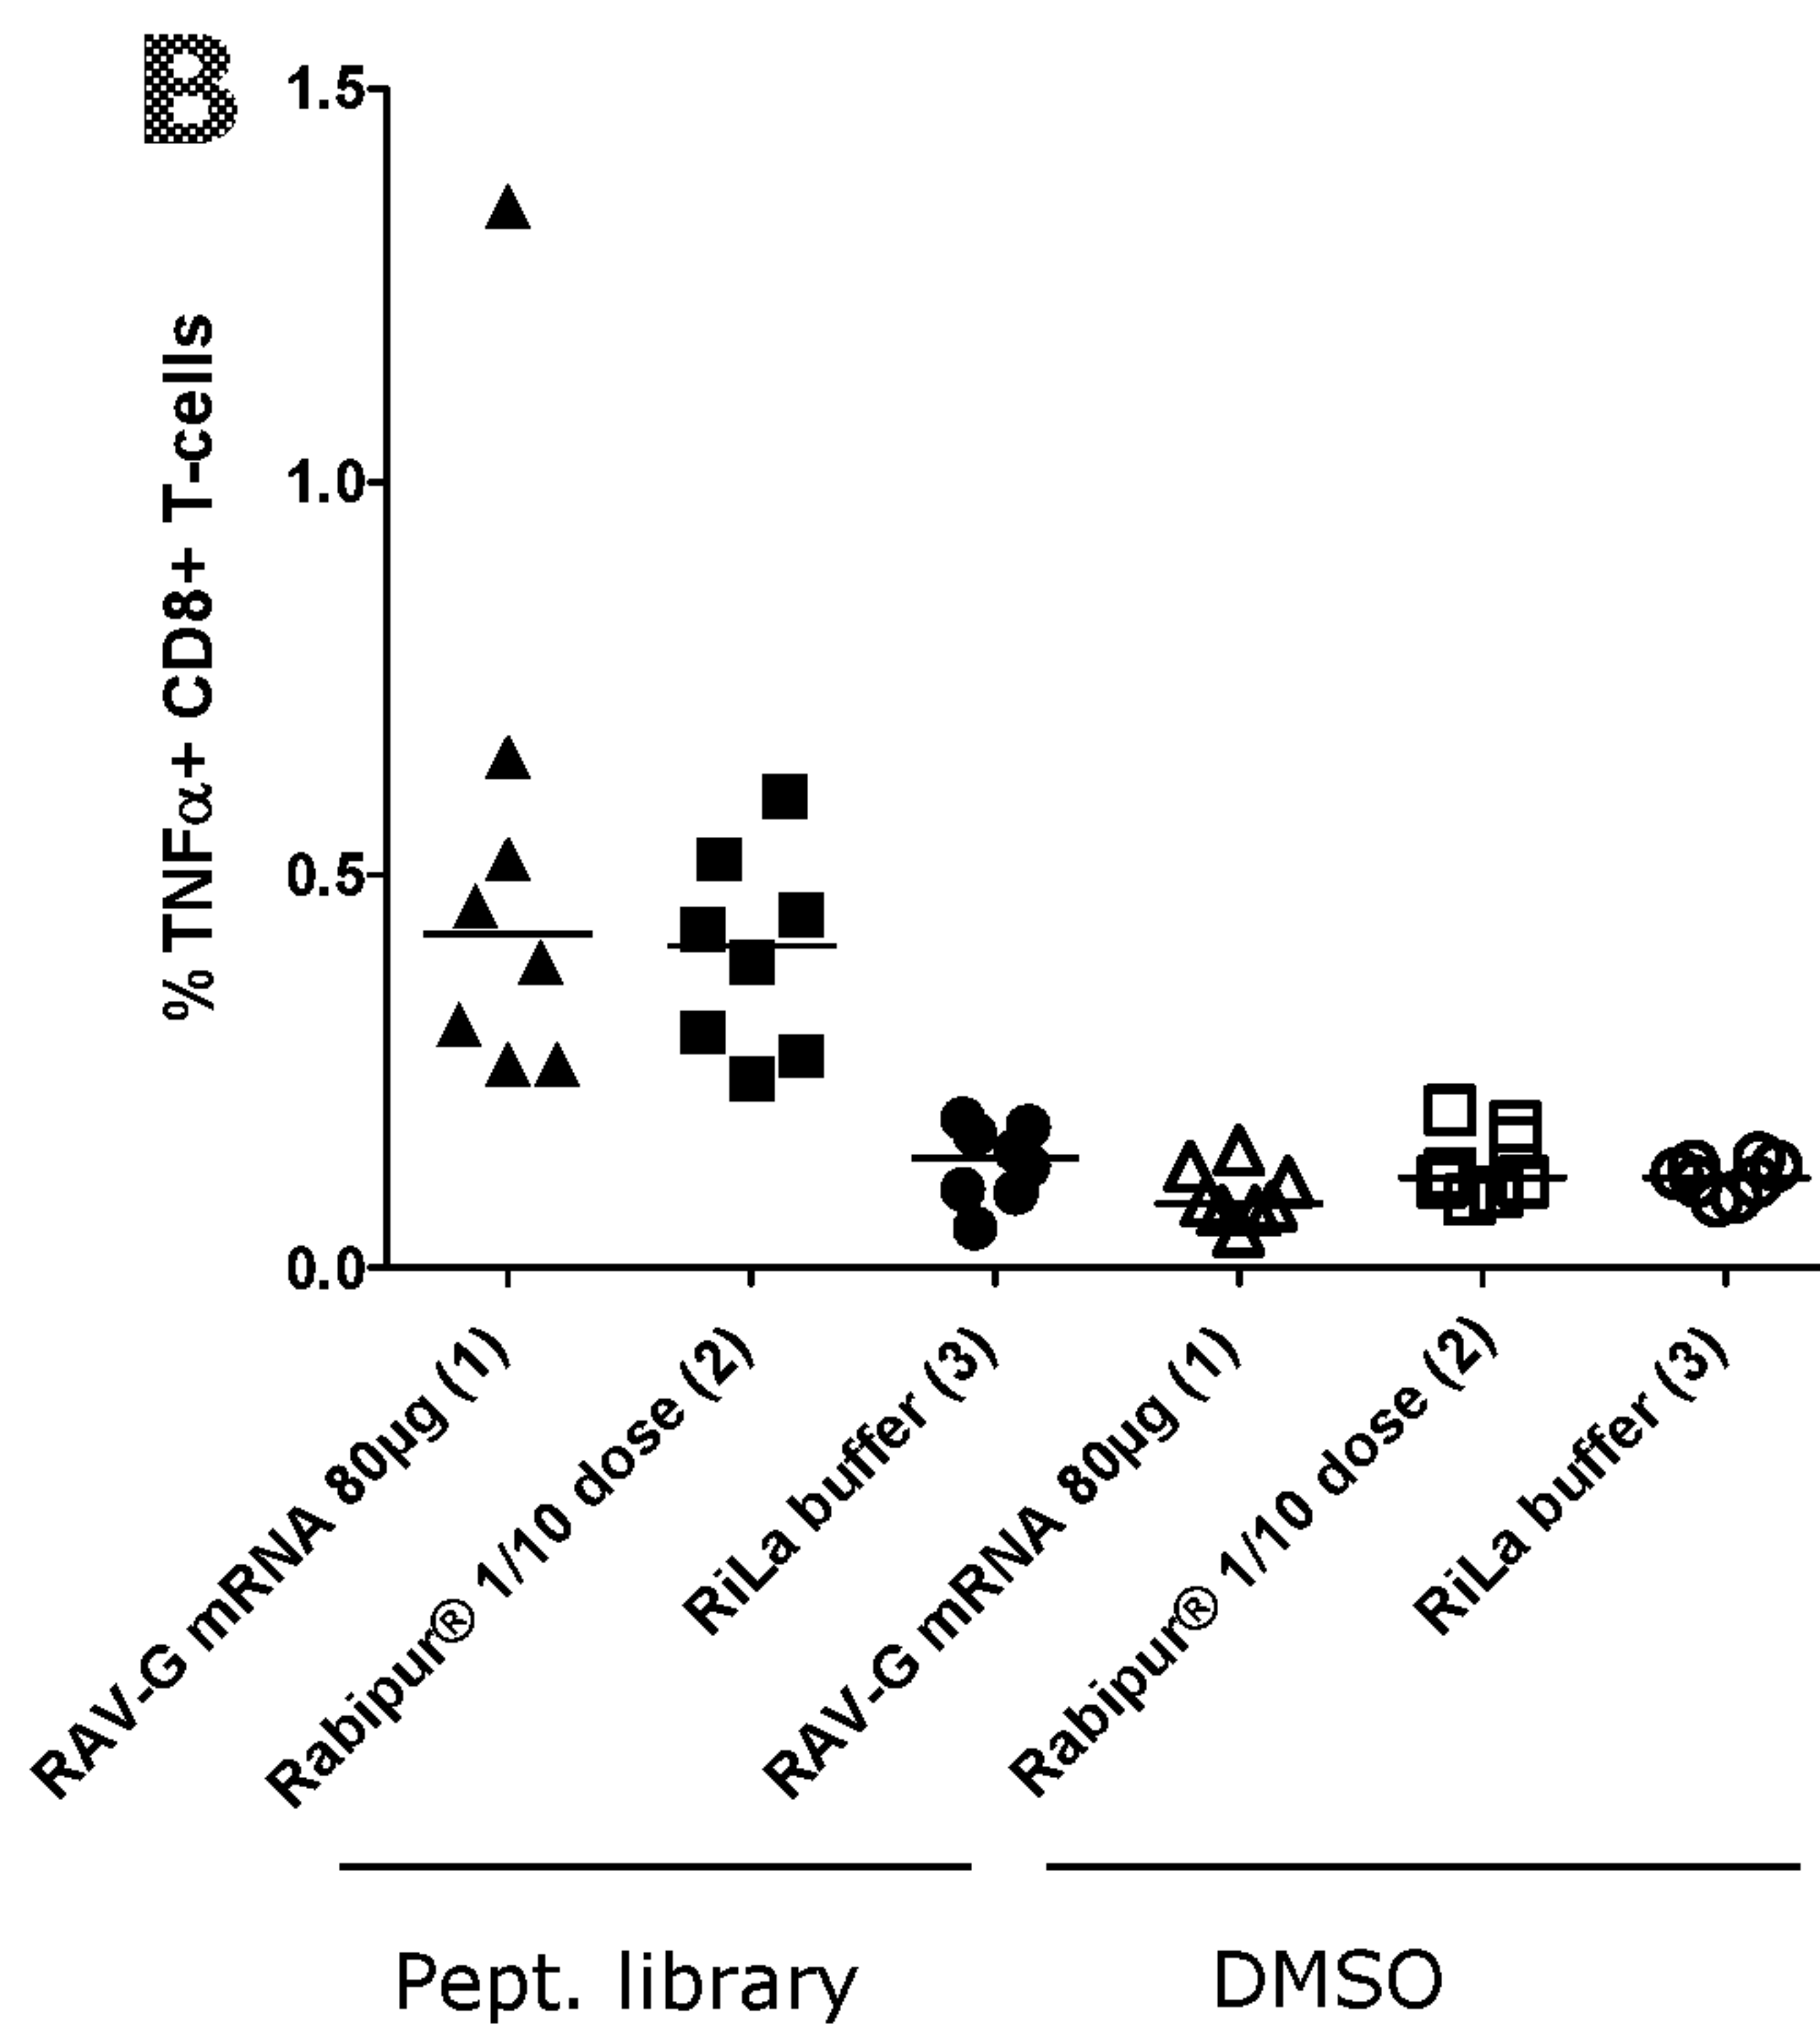 B
1.5
1.0
0.5
0.0
% TNFα+ CD8+ T-cells
RAV-G mRNA 80µg (1)
Rabipur® 1/10 dose (2)
RiLa buffer (3)
RAV-G mRNA 80µg (1)
Rabipur® 1/10 dose (2)
RiLa buffer (3)
Pept. library
DMSO